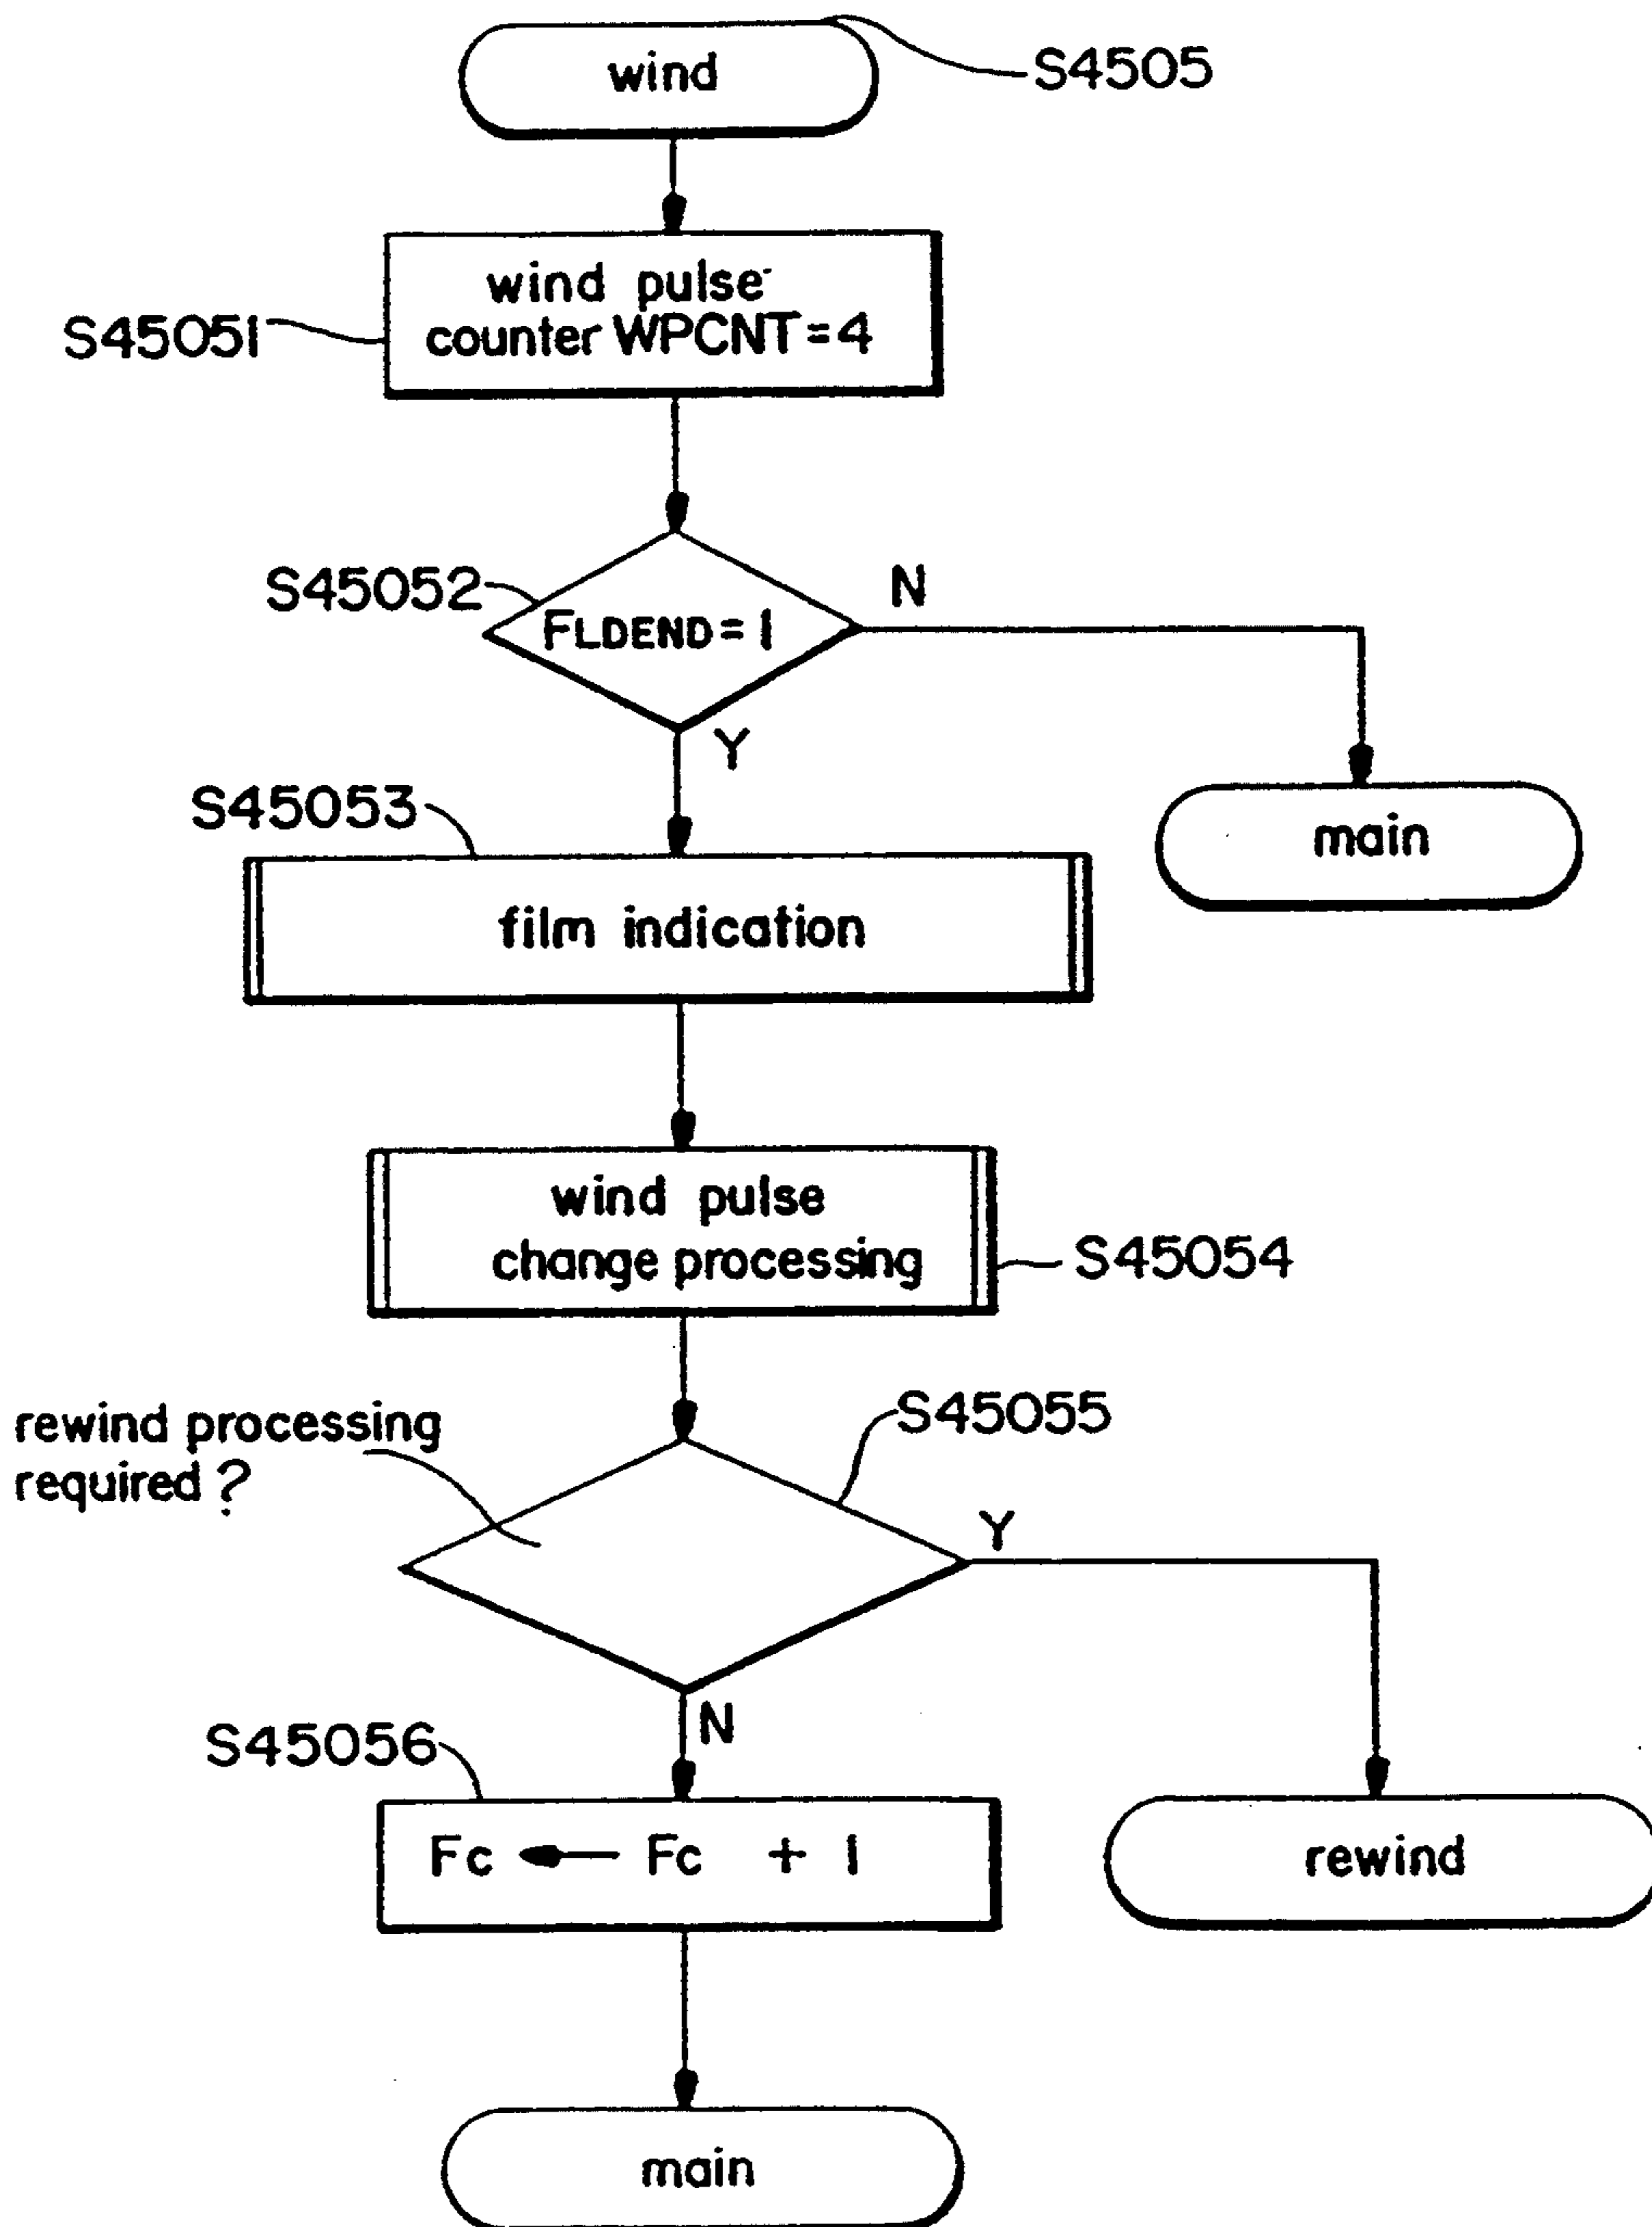 wind
S4505
wind pulse
counter WPCNT = 4
S45051
S45052
FLDEND = 1
N
Y
main
S45053
film indication
wind pulse
change processing
S45054
rewind processing
required ?
S45055
Y
N
S45056
Fc ← Fc + 1
rewind
main